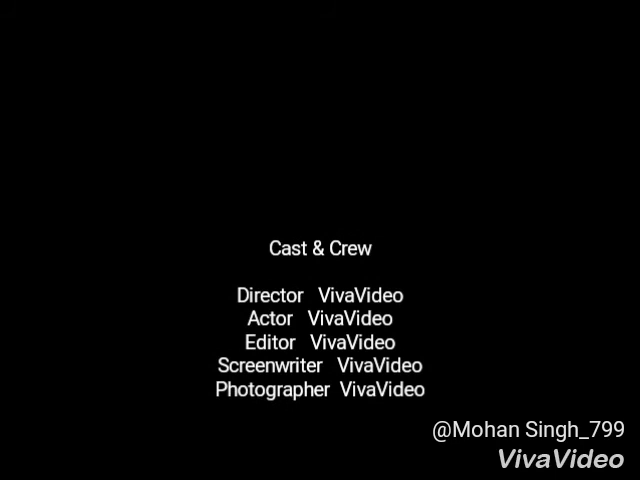 Cast & Crew
Director VivaVideo
Actor VivaVideo
Editor VivaVideo
Screenwriter VivaVideo
Photographer VivaVideo
@Mohan Singh_799
VivaVideo